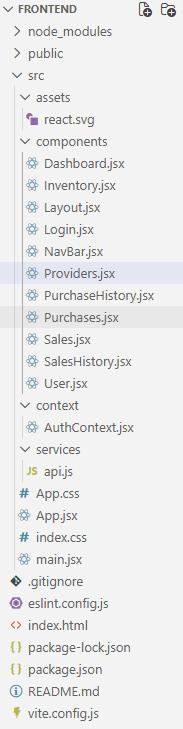 FRONTEND
node_modules
public
src
assets
react.svg
components
Dashboard.jsx
Inventory.jsx
Layout.jsx
Login.jsx
NavBar.jsx
Providers.jsx
PurchaseHistory.jsx
Purchases.jsx
Sales.jsx
SalesHistory.jsx
User.jsx
context
AuthContext.jsx
services
JS api.js
# App.css
App.jsx
# index.css
main.jsx
.gitignore
eslint.config.js
<> index.html
{} package-lock.json
{} package.json
README.md
vite.config.js